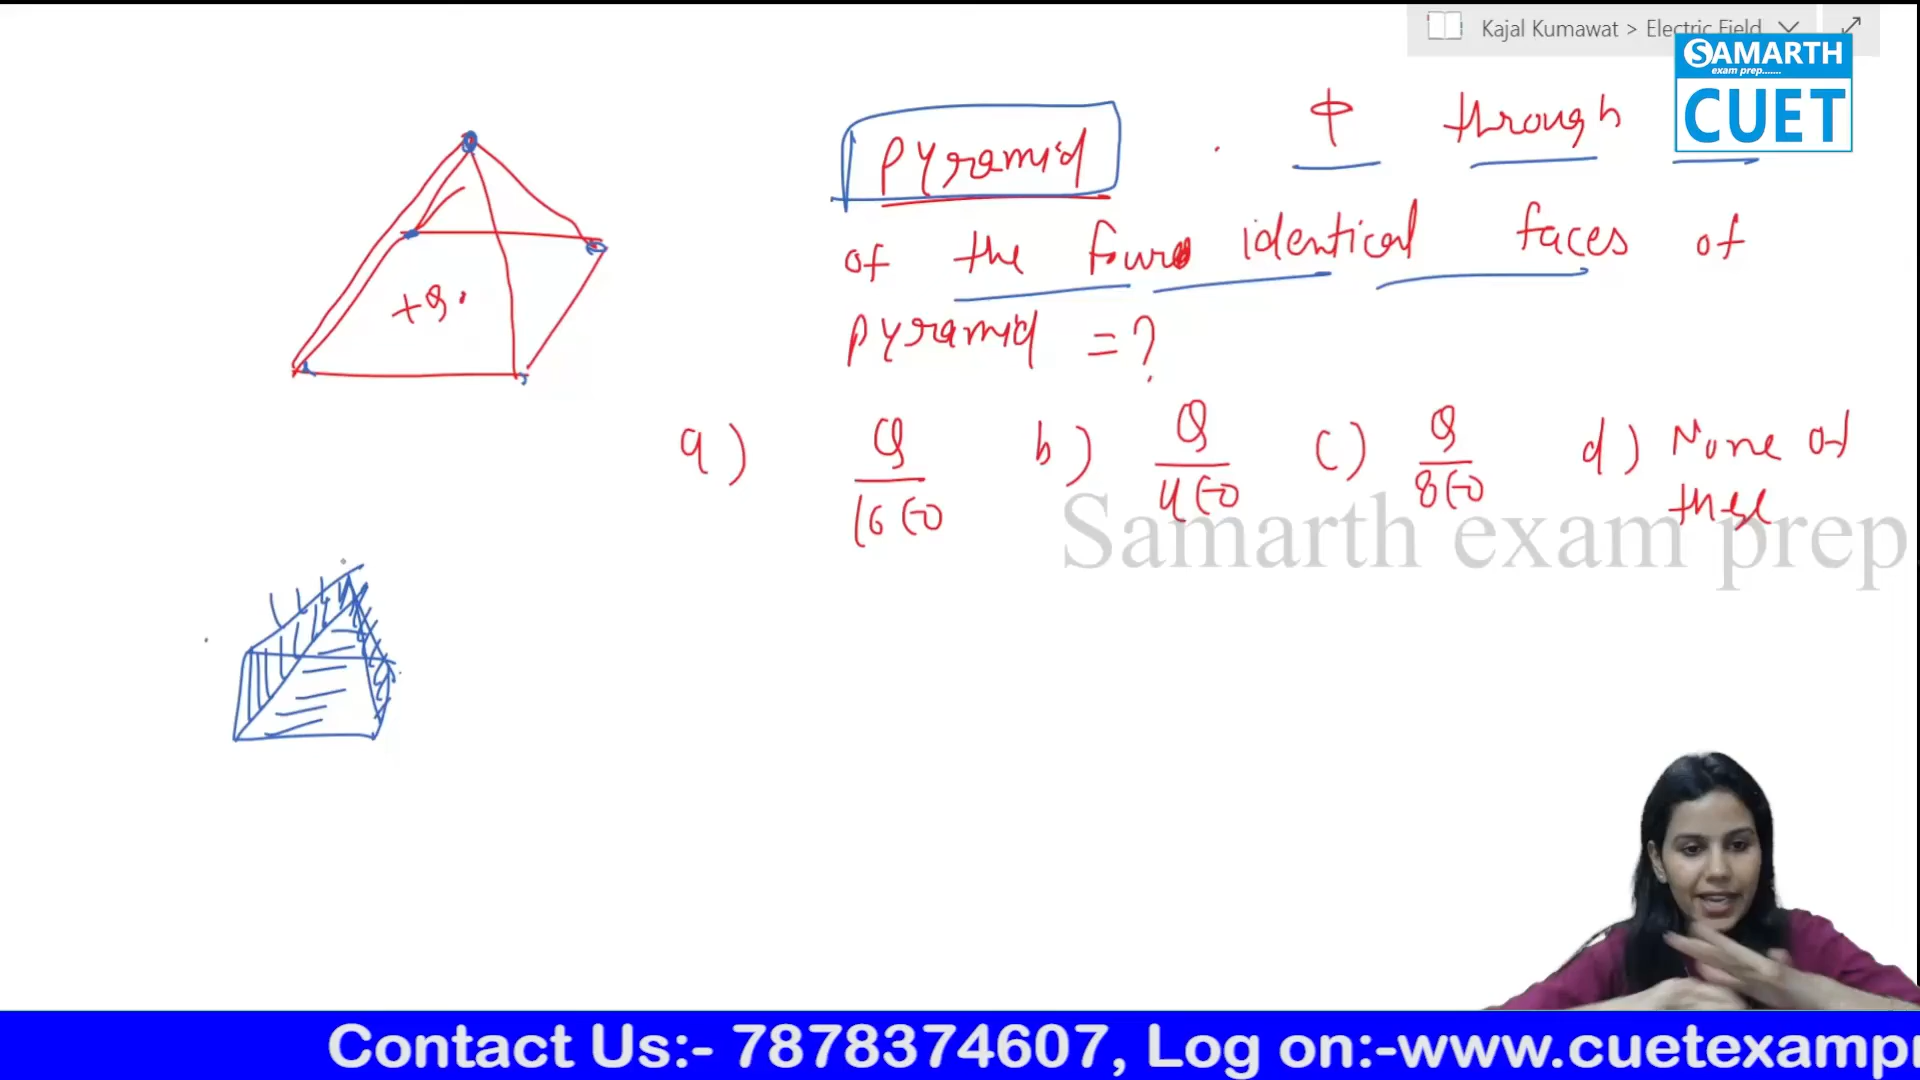 Kajal Kumawat > Electric Field
SAMARTH
exam prep.......
CUET
Pyramid . Φ through
of the four identical faces of
Pyramid = ?
+Q.
a) Q/16ε0 b) Q/4ε0 c) Q/8ε0 d) None of
these
Samarth exam prep
Contact Us:- 7878374607, Log on:-www.cuetexampr